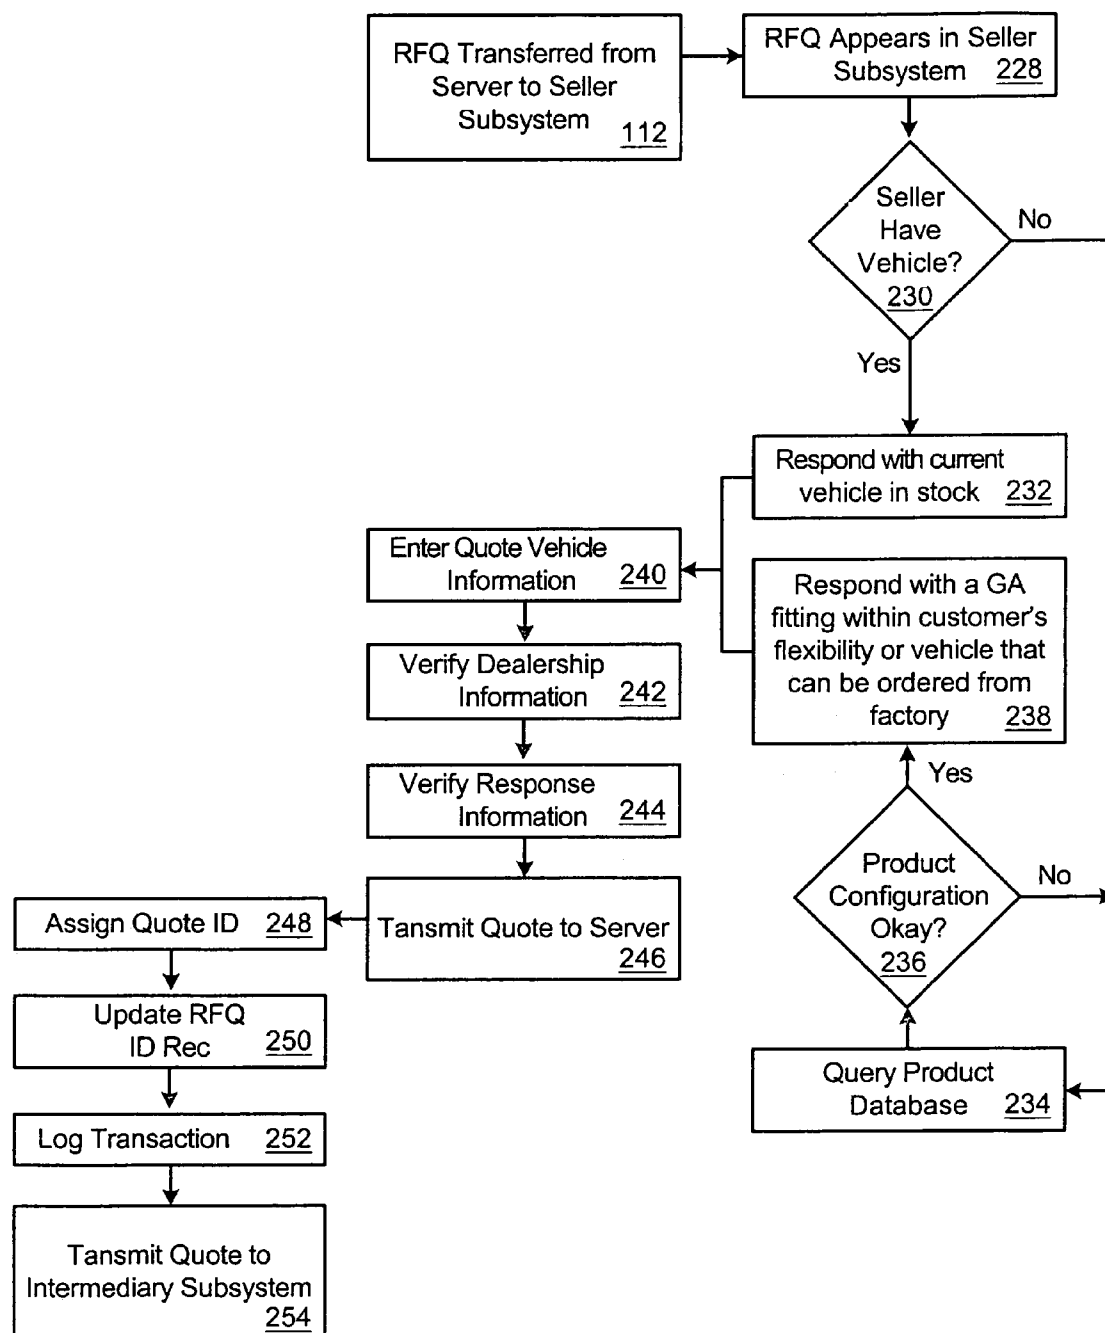 RFQ Transferred from
Server to Seller
Subsystem
112
RFQ Appears in Seller
Subsystem 228
Seller
Have
Vehicle?
230
No
Yes
Respond with current
vehicle in stock 232
Enter Quote Vehicle
Information 240
Respond with a GA
fitting within customer's
flexibility or vehicle that
can be ordered from
factory 238
Verify Dealership
Information 242
Verify Response
Information 244
Yes
Product
Configuration
Okay?
236
No
Tansmit Quote to Server
246
Assign Quote ID 248
Update RFQ
ID Rec 250
Query Product
Database 234
Log Transaction 252
Tansmit Quote to
Intermediary Subsystem
254